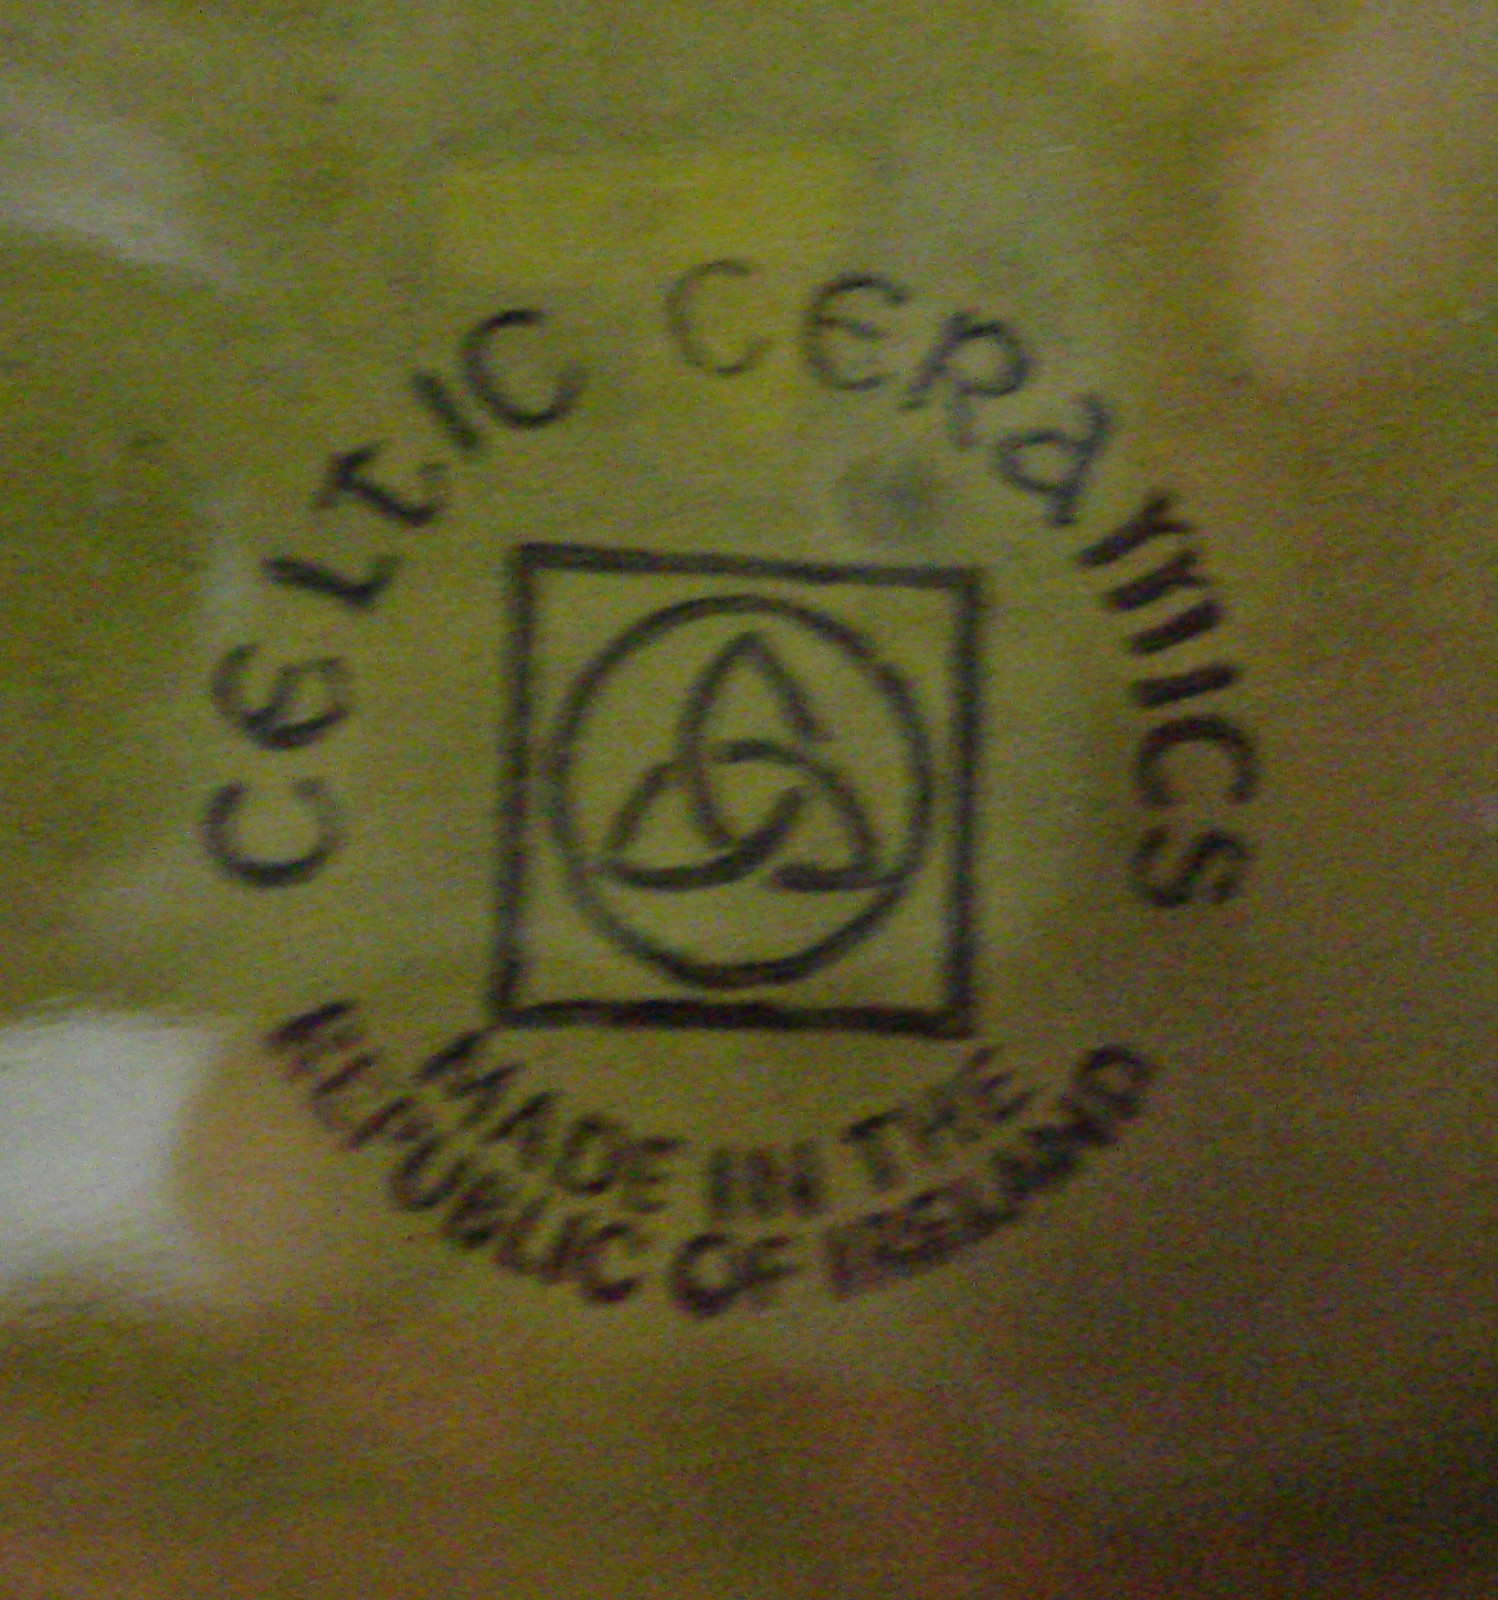 CELTIC CERAMICS
MADE IN THE
REPUBLIC OF IRELAND